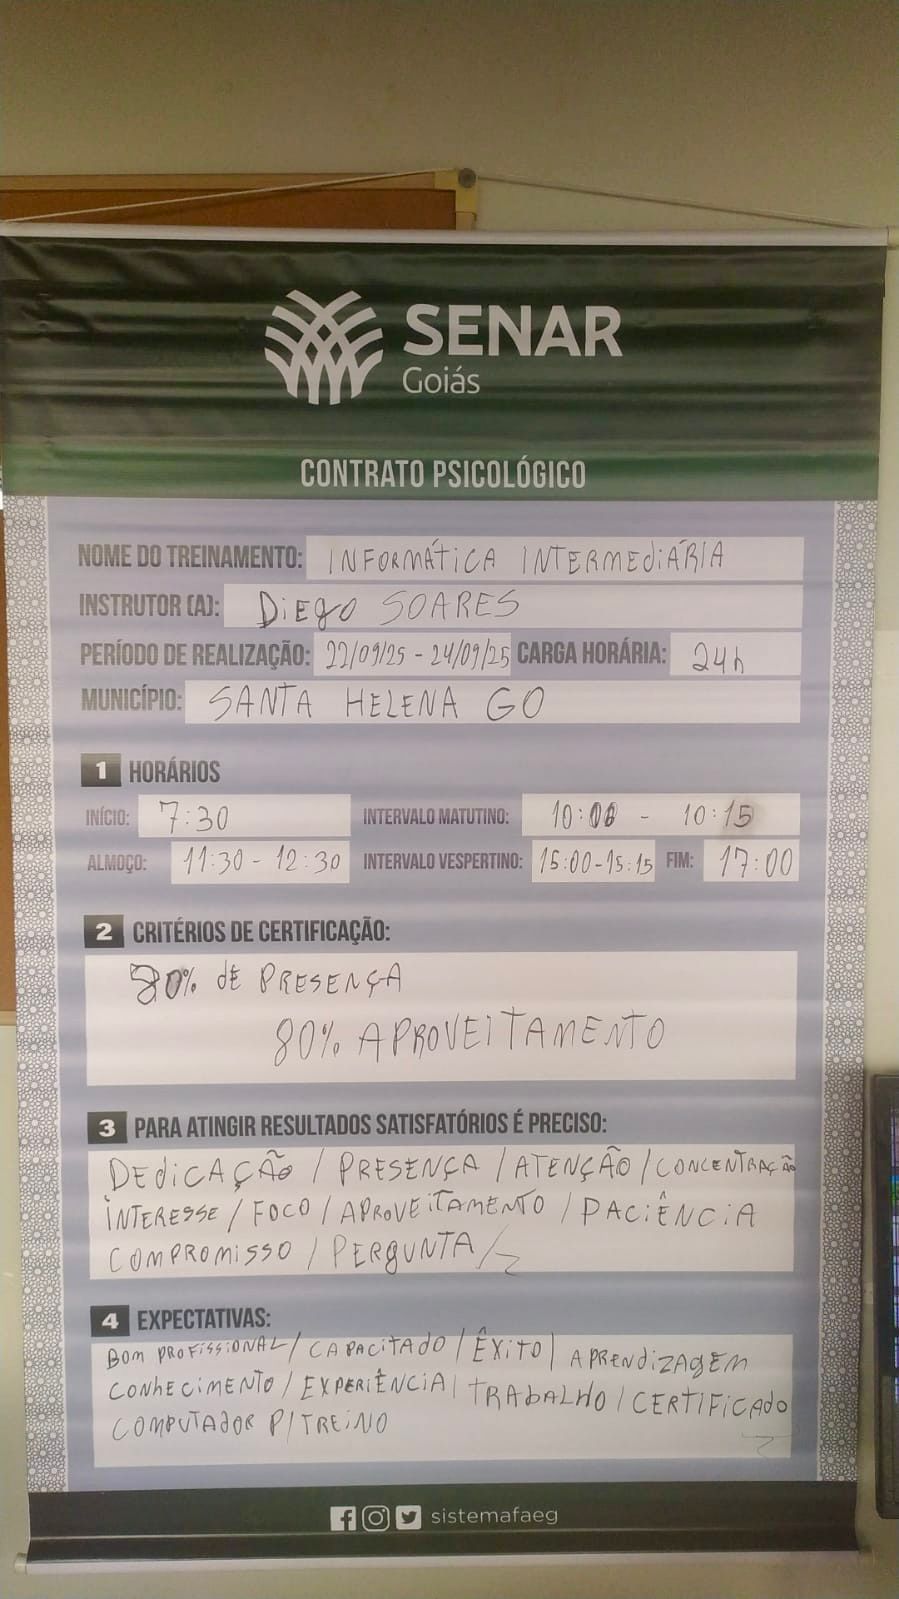 SENAR
Goiás
CONTRATO PSICOLÓGICO
NOME DO TREINAMENTO: INFORMÁTICA INTERMEDIÁRIA
INSTRUTOR (A): DIEGO SOARES
PERÍODO DE REALIZAÇÃO: 22/09/25 - 24/09/25 CARGA HORÁRIA: 24h
MUNICÍPIO: SANTA HELENA GO
1 HORÁRIOS
INÍCIO: 7:30 INTERVALO MATUTINO: 10:00 - 10:15
ALMOÇO: 11:30 - 12:30 INTERVALO VESPERTINO: 15:00-15:15 FIM: 17:00
2 CRITÉRIOS DE CERTIFICAÇÃO:
DE PRESENÇA
80% APROVEITAMENTO
3 PARA ATINGIR RESULTADOS SATISFATÓRIOS É PRECISO:
DEDICAÇÃO / PRESENÇA / ATENÇÃO / CONCENTRAÇÃO
INTERESSE / FOCO / APROVEITAMENTO / PACIÊNCIA
COMPROMISSO / PERGUNTA /
4 EXPECTATIVAS:
BOM PROFISSIONAL / CAPACITADO / ÊXITO / APRENDIZAGEM
CONHECIMENTO / EXPERIÊNCIA / TRABALHO / CERTIFICADO
COMPUTADOR P/ TREINO
sistemafaeg